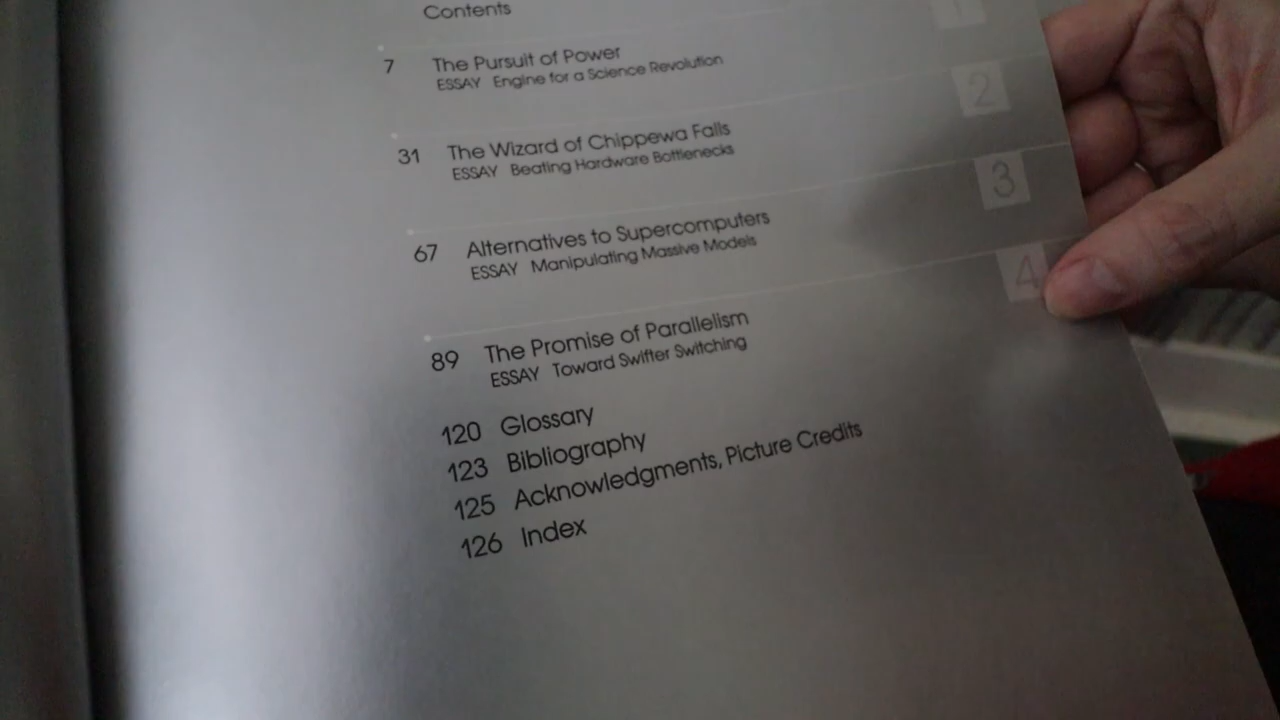 Contents
1
7 The Pursuit of Power
ESSAY Engine for a Science Revolution
2
31 The Wizard of Chippewa Falls
ESSAY Beating Hardware Bottlenecks
3
67 Alternatives to Supercomputers
ESSAY Manipulating Massive Models
4
89 The Promise of Parallelism
ESSAY Toward Swifter Switching
120 Glossary
123 Bibliography
125 Acknowledgments, Picture Credits
126 Index